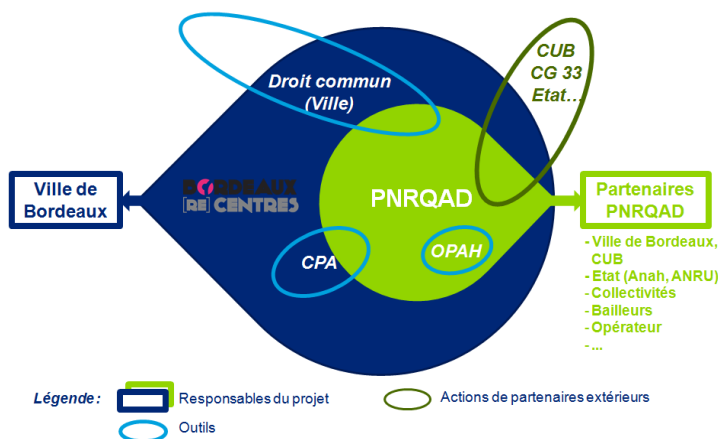 Droit commun
(Ville)
CUB
CG 33
Etat...
Ville de
Bordeaux
BORDEAUX
[RE] CENTRES
PNRQAD
Partenaires
PNRQAD
CPA
OPAH
- Ville de Bordeaux,
CUB
- Etat (Anah, ANRU)
- Collectivités
- Bailleurs
- Opérateur
- ...
Légende :
Responsables du projet
Actions de partenaires extérieurs
Outils